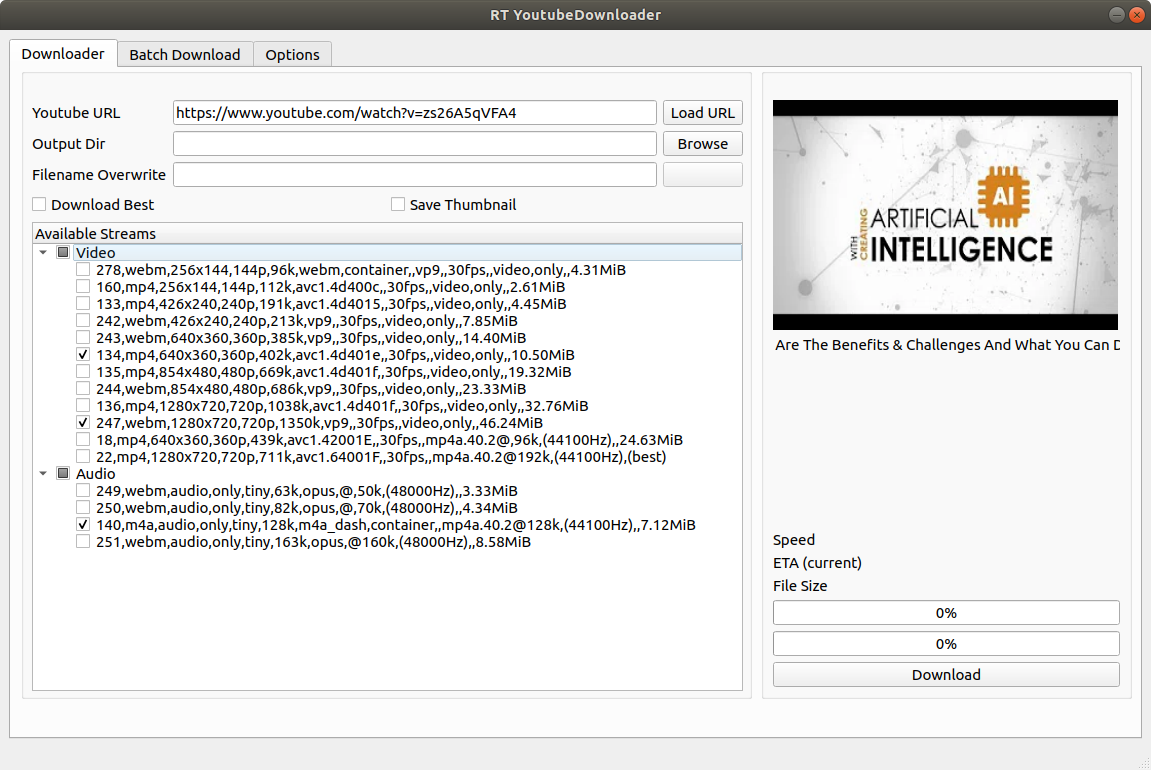 RT YoutubeDownloader
Downloader
Batch Download
Options
Youtube URL
https://www.youtube.com/watch?v=zs26A5qVFA4
Load URL
Output Dir
Browse
Filename Overwrite
Download Best
Save Thumbnail
Available Streams
Video
278,webm,256x144,144p,96k,webm,container,,vp9,,30fps,,video,only,,4.31MiB
160,mp4,256x144,144p,112k,avc1.4d400c,,30fps,,video,only,,2.61MiB
133,mp4,426x240,240p,191k,avc1.4d4015,,30fps,,video,only,,4.45MiB
242,webm,426x240,240p,213k,vp9,,30fps,,video,only,,7.85MiB
243,webm,640x360,360p,385k,vp9,,30fps,,video,only,,14.40MiB
134,mp4,640x360,360p,402k,avc1.4d401e,,30fps,,video,only,,10.50MiB
135,mp4,854x480,480p,669k,avc1.4d401f,,30fps,,video,only,,19.32MiB
244,webm,854x480,480p,686k,vp9,,30fps,,video,only,,23.33MiB
136,mp4,1280x720,720p,1038k,avc1.4d401f,,30fps,,video,only,,32.76MiB
247,webm,1280x720,720p,1350k,vp9,,30fps,,video,only,,46.24MiB
18,mp4,640x360,360p,439k,avc1.42001E,,30fps,,mp4a.40.2@,96k,(44100Hz),,24.63MiB
22,mp4,1280x720,720p,711k,avc1.64001F,,30fps,,mp4a.40.2@192k,(44100Hz),(best)
Audio
249,webm,audio,only,tiny,63k,opus,@,50k,(48000Hz),,3.33MiB
250,webm,audio,only,tiny,82k,opus,@,70k,(48000Hz),,4.34MiB
140,m4a,audio,only,tiny,128k,m4a_dash,container,,mp4a.40.2@128k,(44100Hz),,7.12MiB
251,webm,audio,only,tiny,163k,opus,@160k,(48000Hz),,8.58MiB
AI
WITH
CREATING
ARTIFICIAL
INTELLIGENCE
Are The Benefits & Challenges And What You Can D
Speed
ETA (current)
File Size
0%
0%
Download